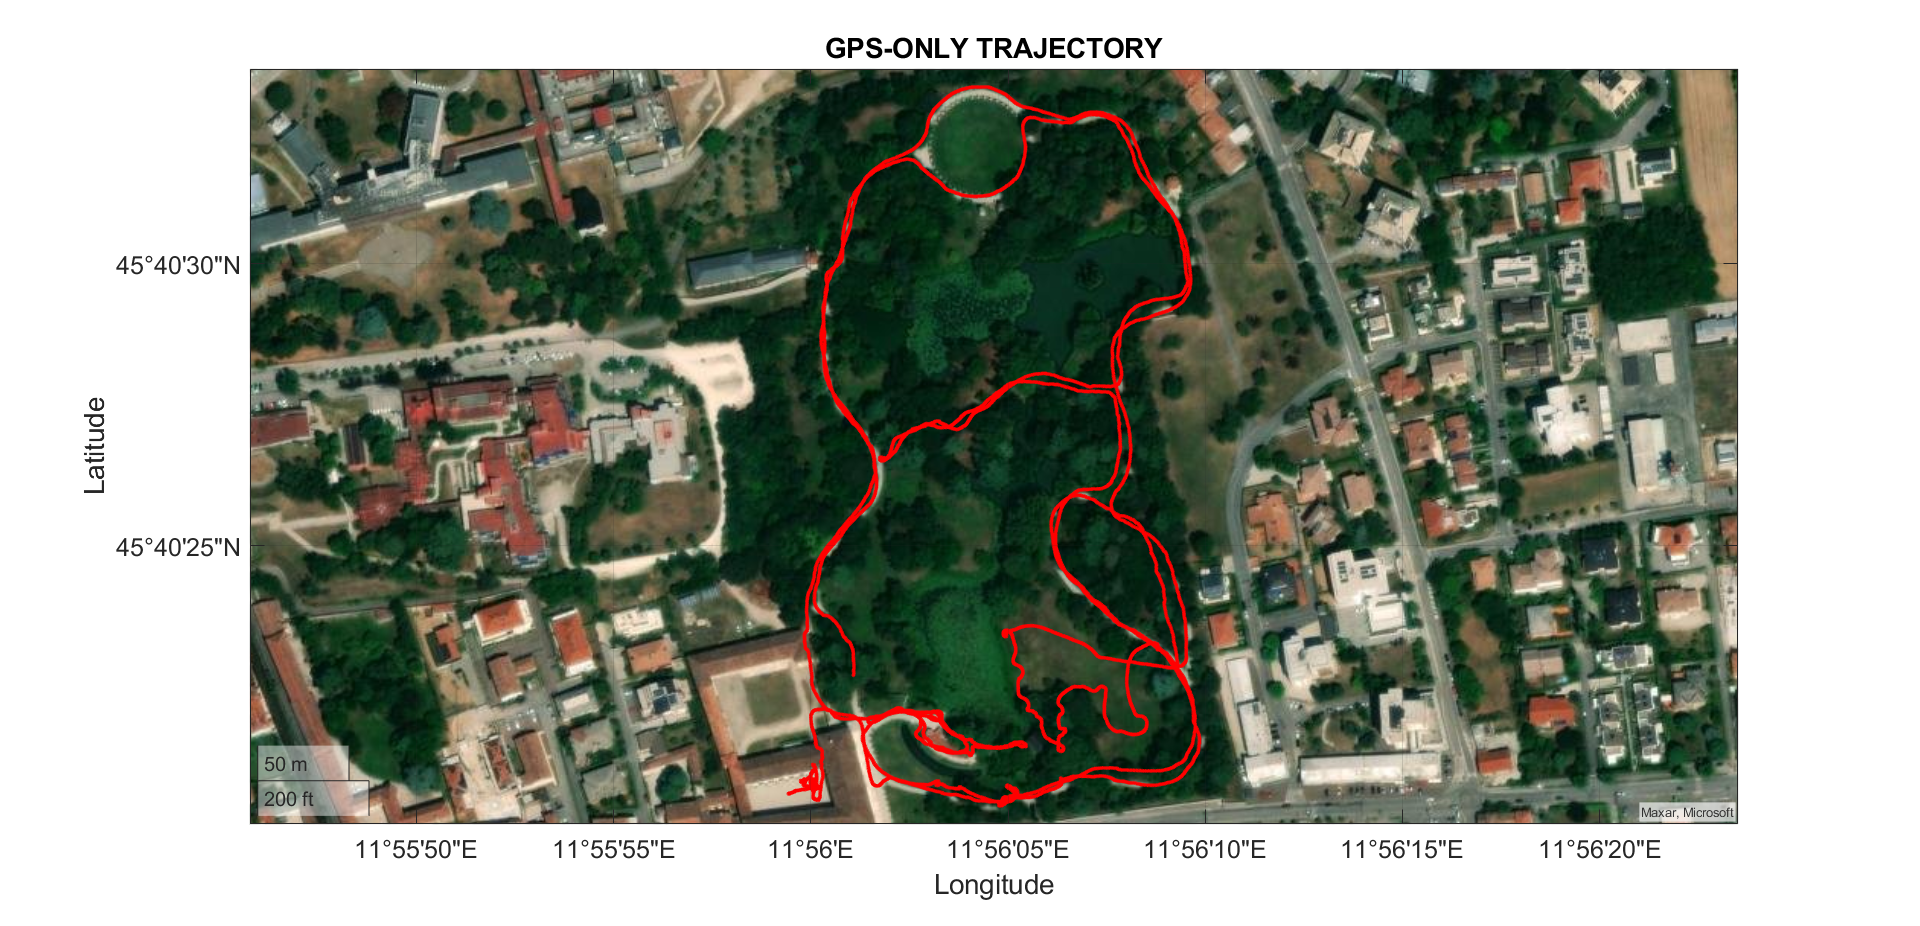 GPS-ONLY TRAJECTORY
45°40'30"N
45°40'25"N
Latitude
50 m
200 ft
Maxar, Microsoft
11°55'50"E
11°55'55"E
11°56'E
11°56'05"E
11°56'10"E
11°56'15"E
11°56'20"E
Longitude